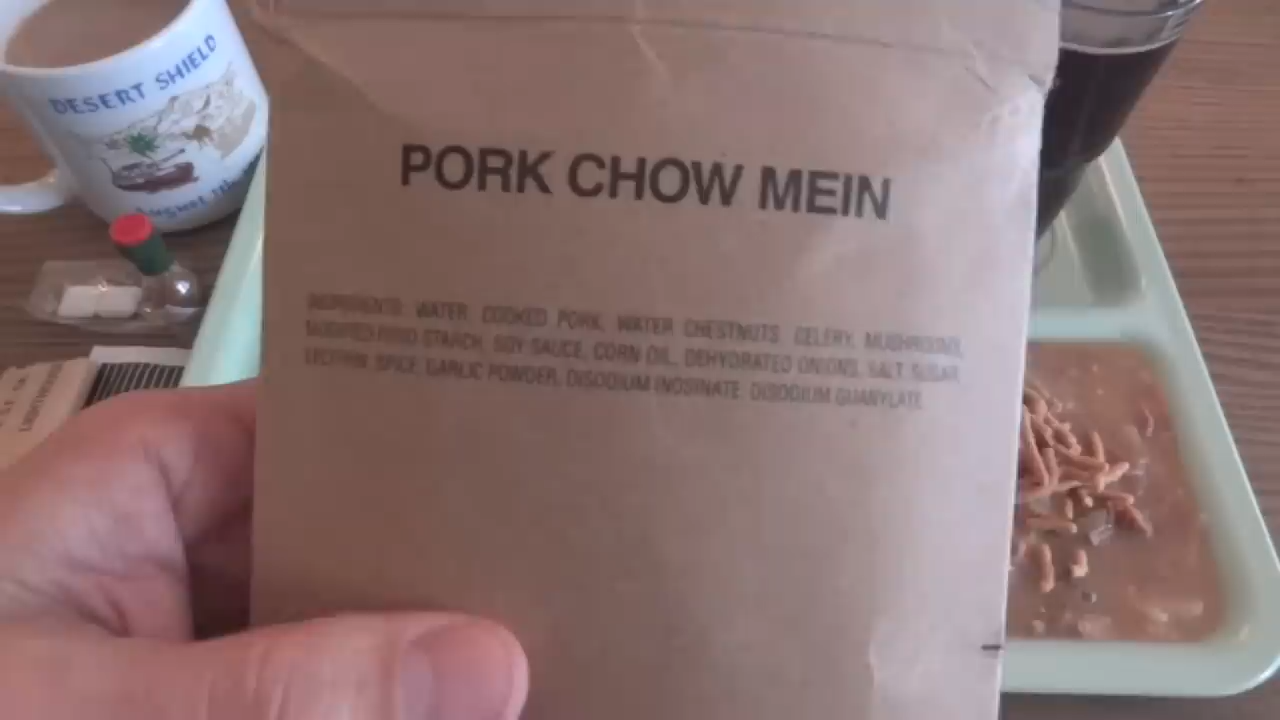 DESERT SHIELD
PORK CHOW MEIN
INGREDIENTS: WATER, COOKED PORK, WATER CHESTNUTS, CELERY, MUSHROOMS,
MODIFIED FOOD STARCH, SOY SAUCE, CORN OIL, DEHYDRATED ONIONS, SALT, SUGAR,
LECITHIN, SPICE, GARLIC POWDER, DISODIUM INOSINATE, DISODIUM GUANYLATE.